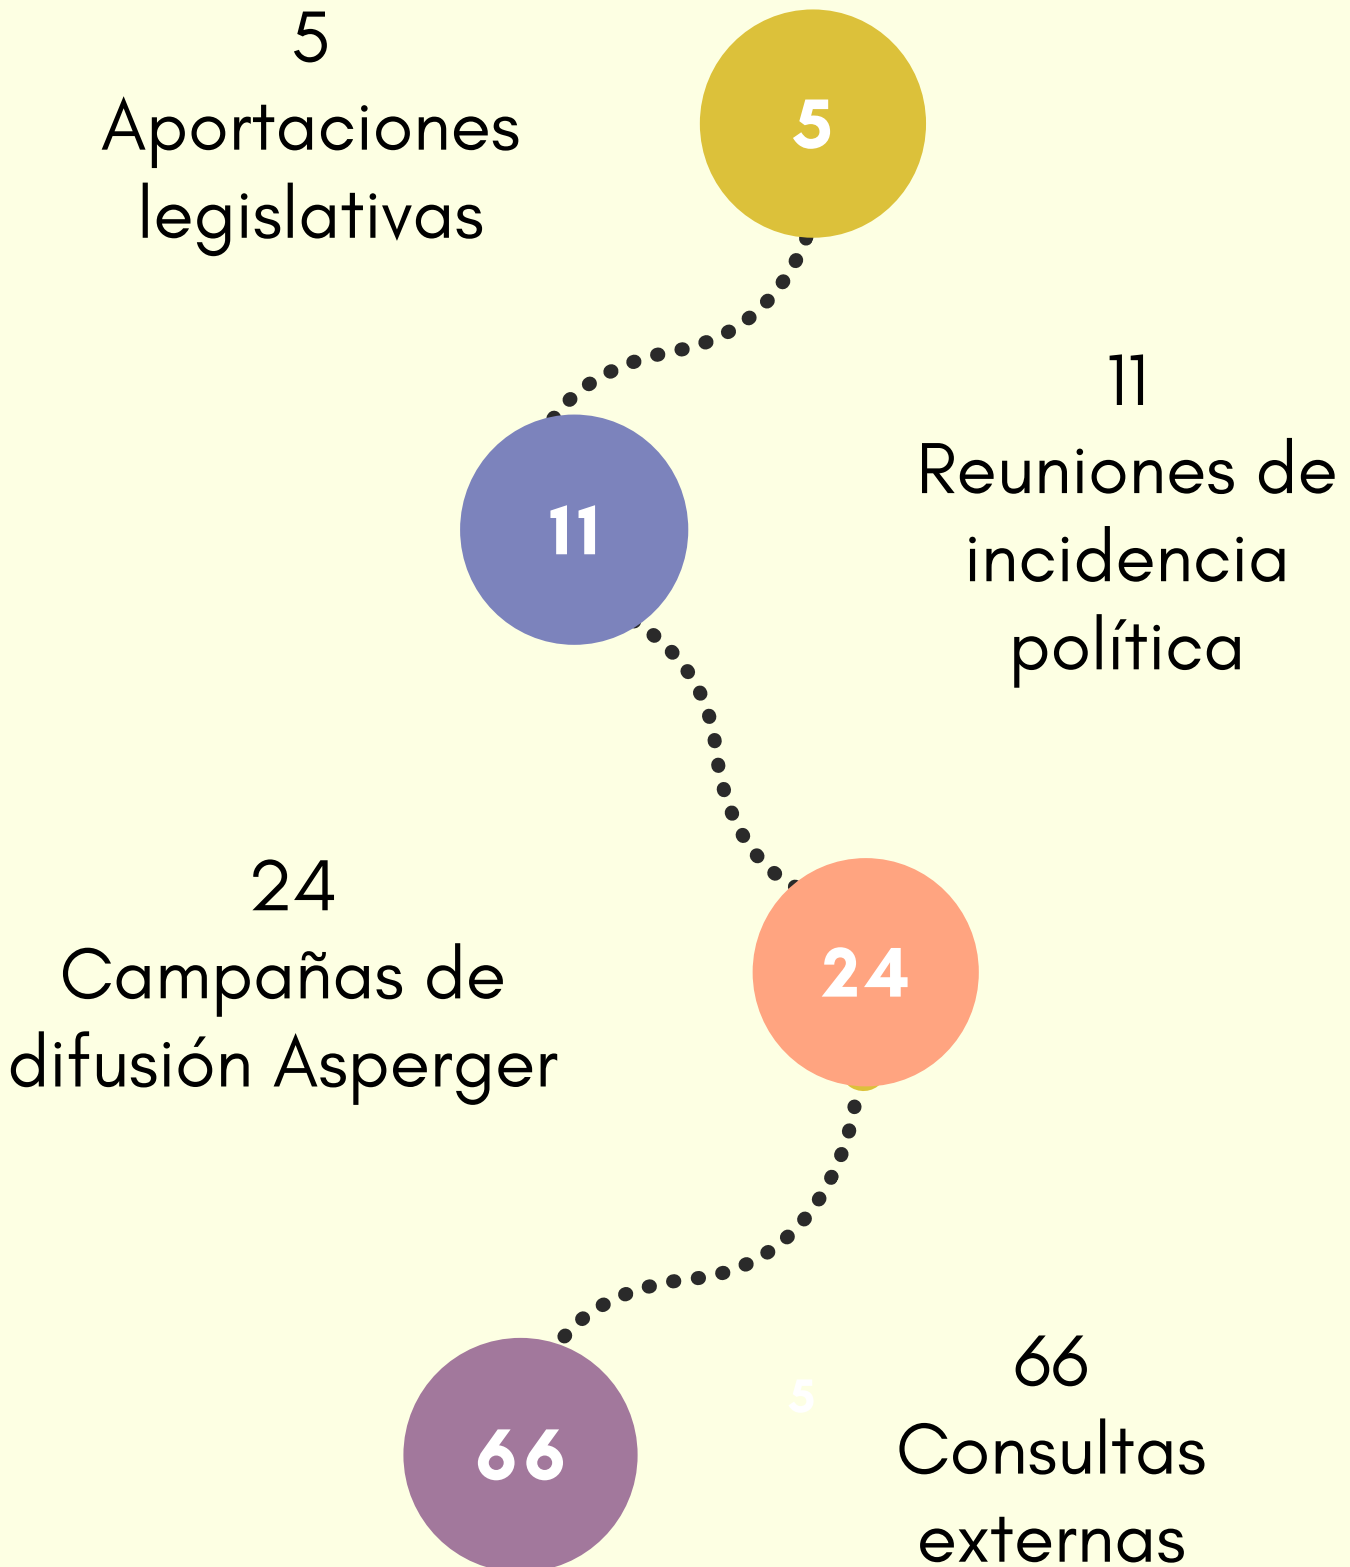 5
Aportaciones
legislativas
5
11
Reuniones de
incidencia
política
11
24
Campañas de
difusión Asperger
24
66
Consultas
externas
5
66